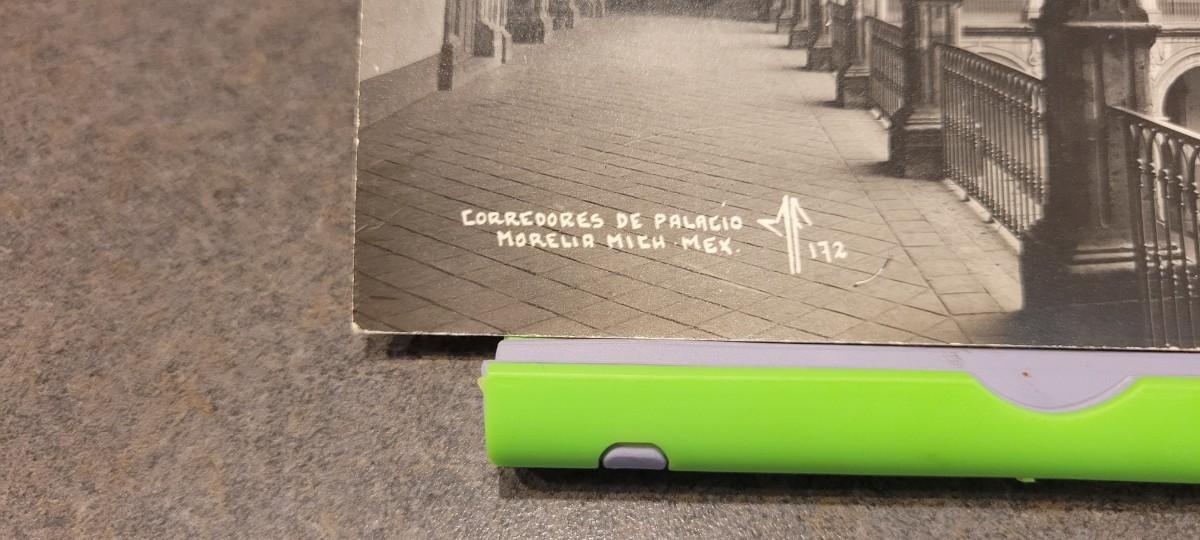 CORREDORES DE PALACIO
MORELIA MICH MEX.
172